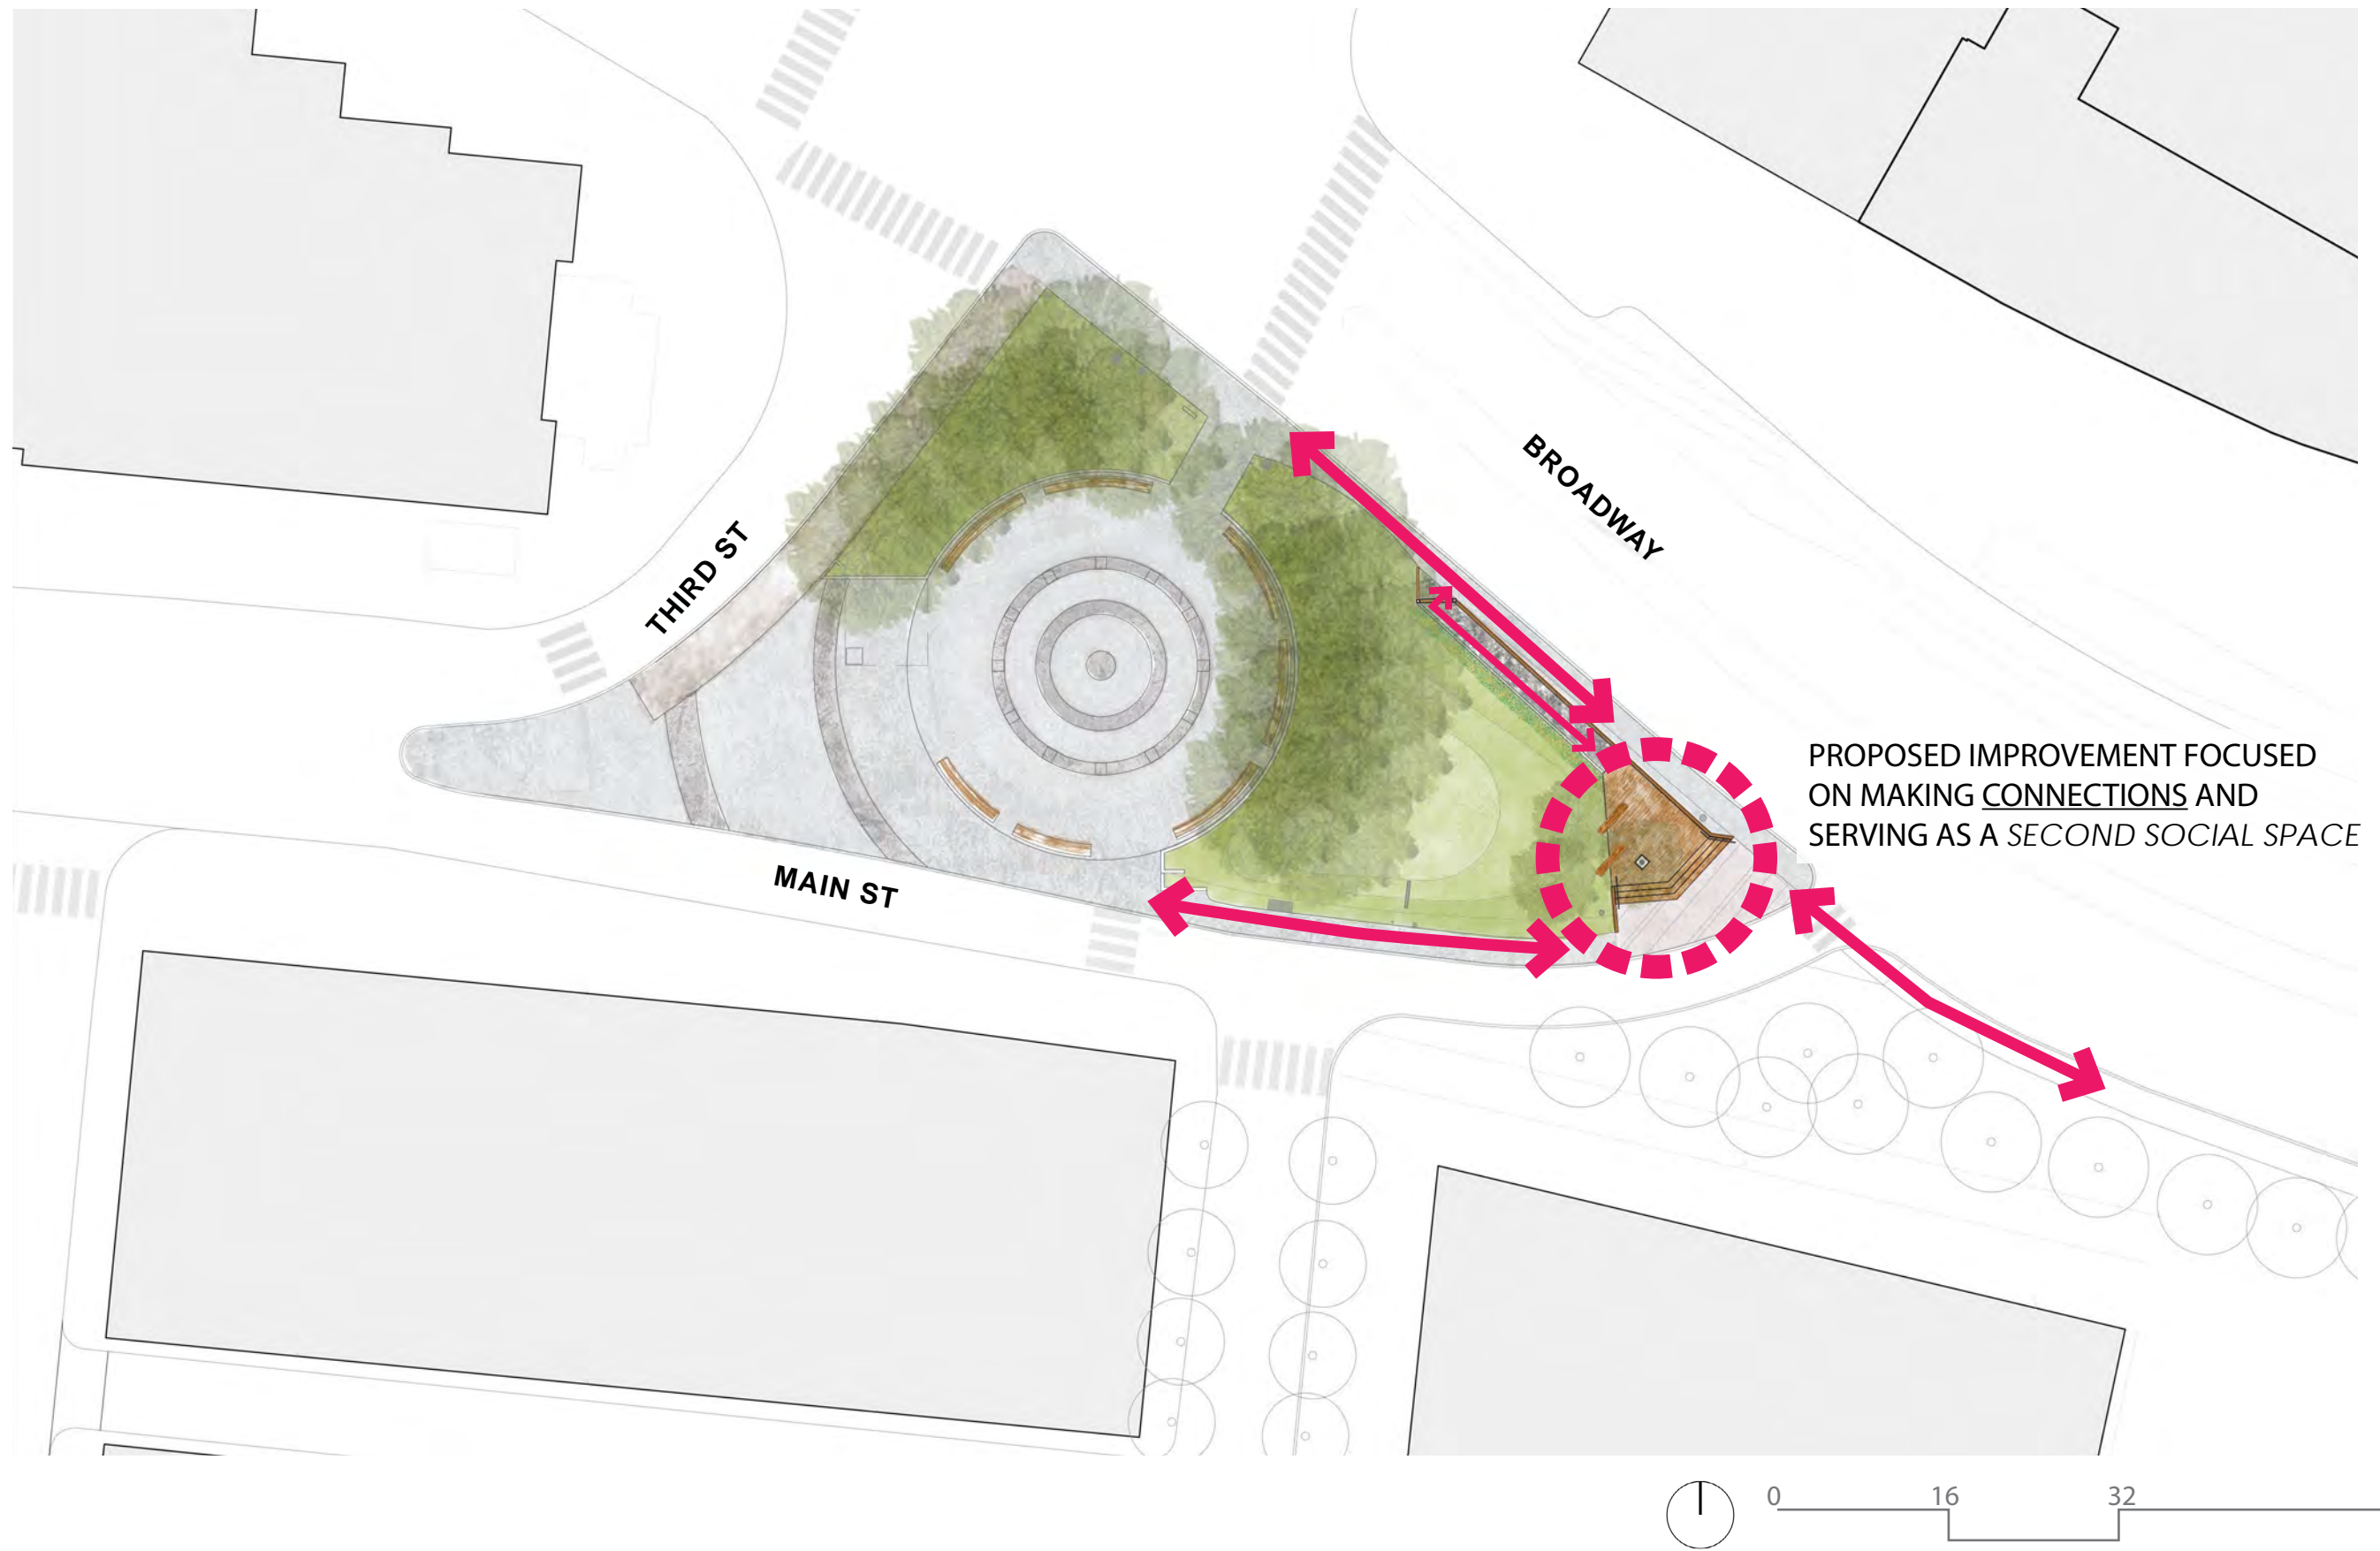 BROADWAY
THIRD ST
PROPOSED IMPROVEMENT FOCUSED
ON MAKING CONNECTIONS AND
SERVING AS A SECOND SOCIAL SPACE
MAIN ST
0 16 32